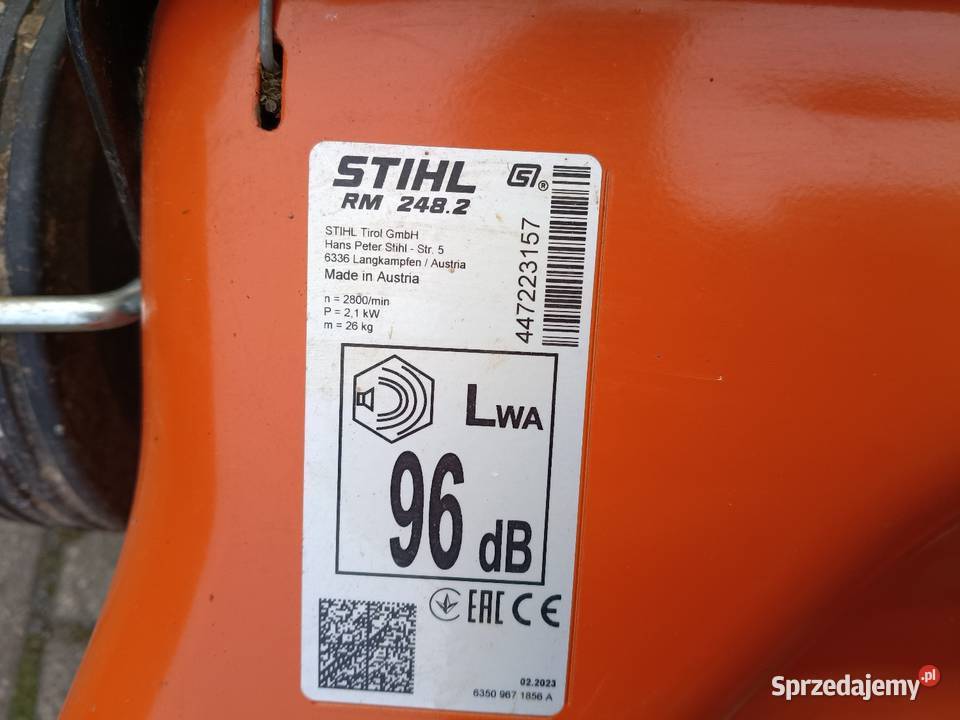 STIHL
RM 248.2
STIHL Tirol GmbH
Hans Peter Stihl - Str. 5
6336 Langkampfen / Austria
Made in Austria
n = 2800/min
P = 2,1 kW
m = 26 kg
447223157
LWA
96 dB
EAC CE
02.2023
6350 967 1856 A
Sprzedajemy.pl